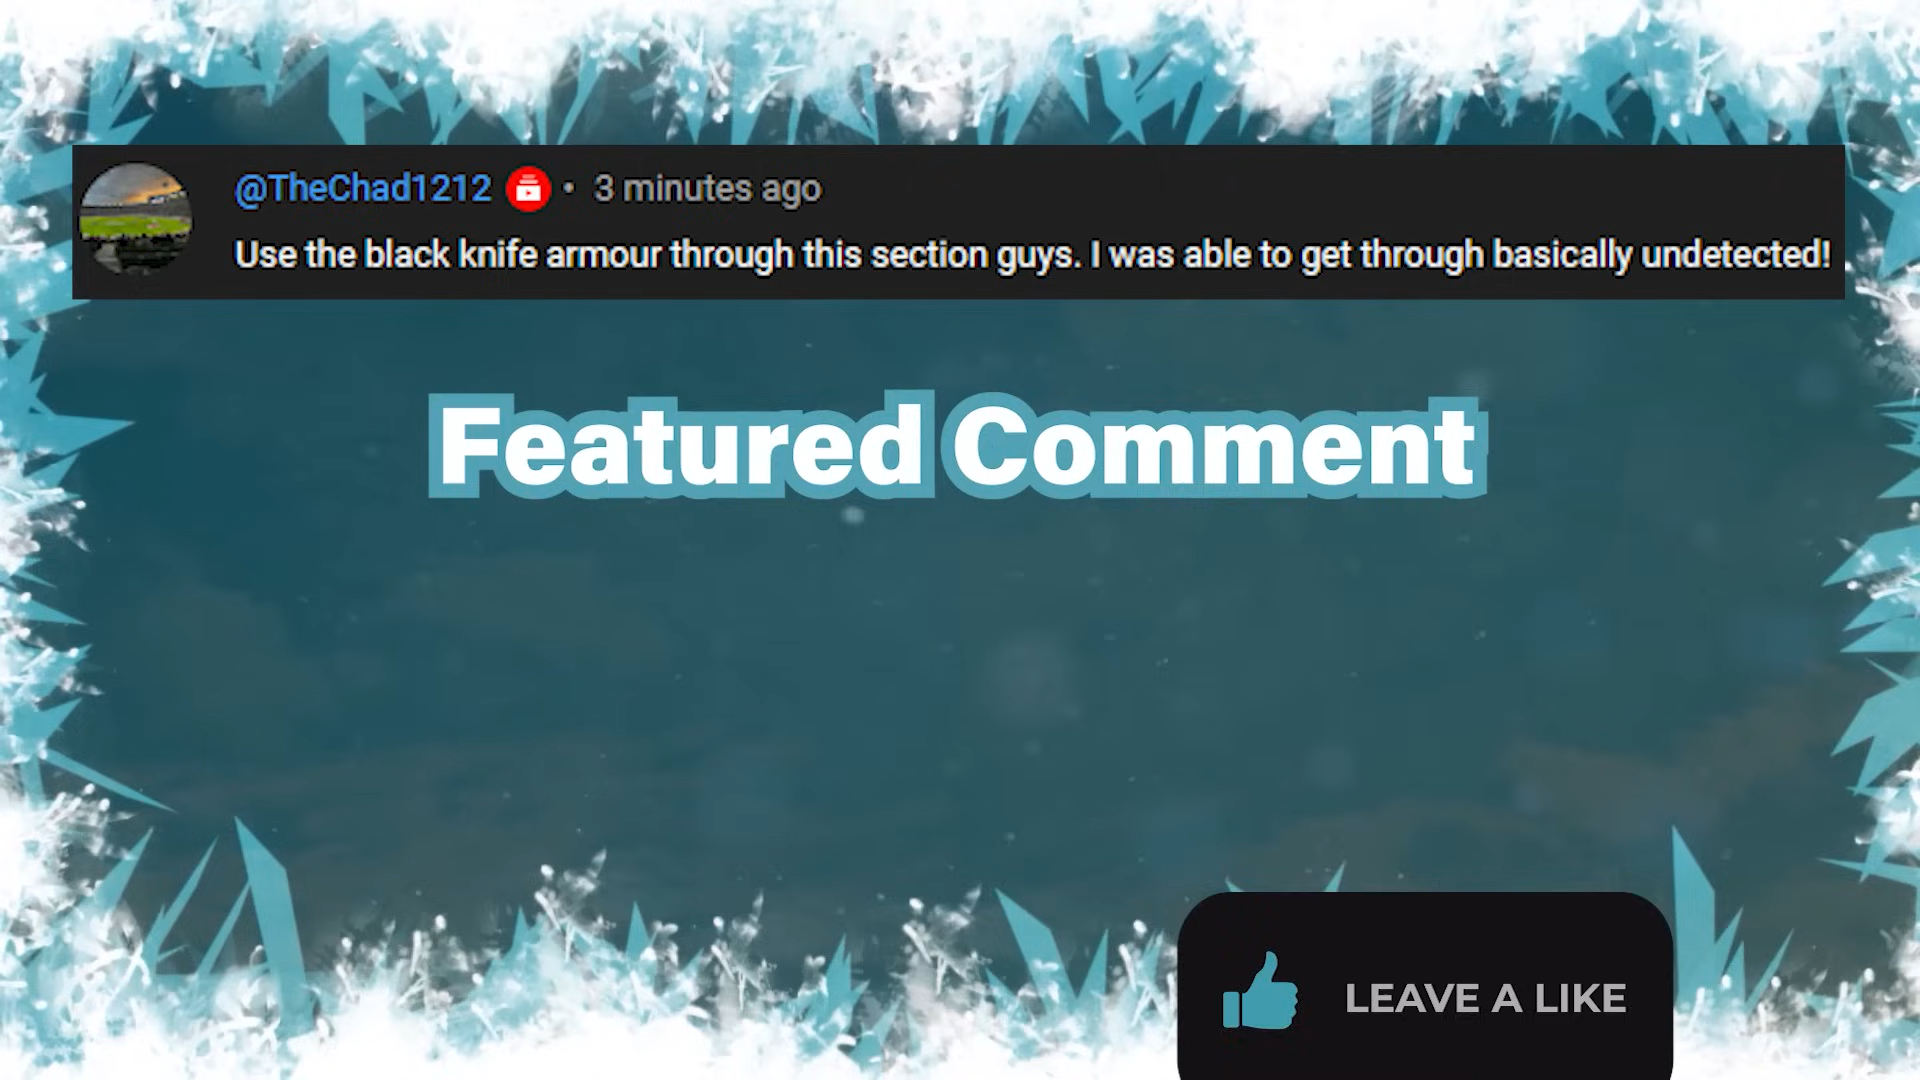 @TheChad1212 • 3 minutes ago
Use the black knife armour through this section guys. I was able to get through basically undetected!
Featured Comment
LEAVE A LIKE